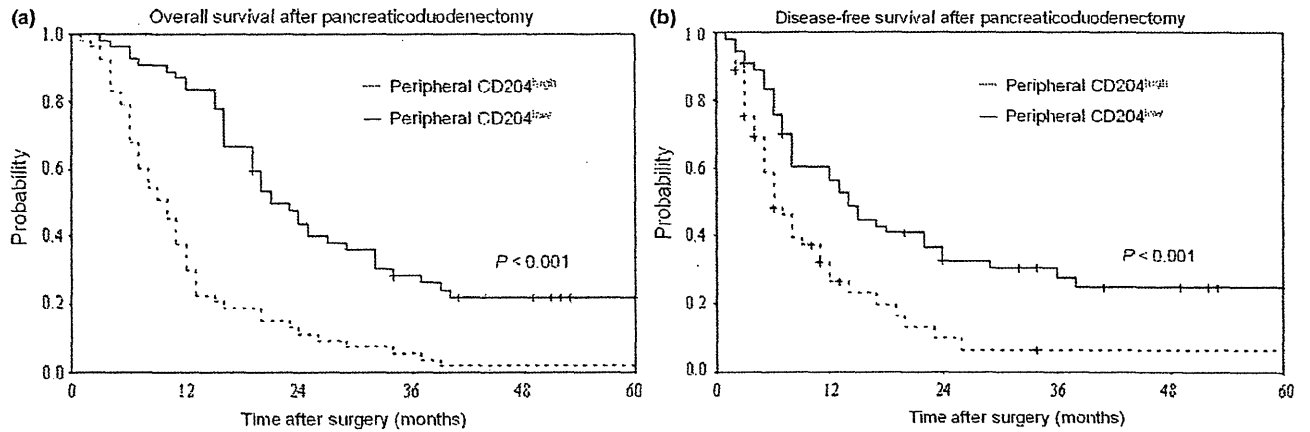 (a) Overall survival after pancreaticoduodenectomy
1.0
0.8
0.6
0.4
0.2
0.0
Probability
Peripheral CD204high
Peripheral CD204low
P < 0.001
0 12 24 36 48 60
Time after surgery (months)
(b) Disease-free survival after pancreaticoduodenectomy
1.0
0.8
0.6
0.4
0.2
0.0
Probability
Peripheral CD204high
Peripheral CD204low
P < 0.001
0 12 24 36 48 60
Time after surgery (months)